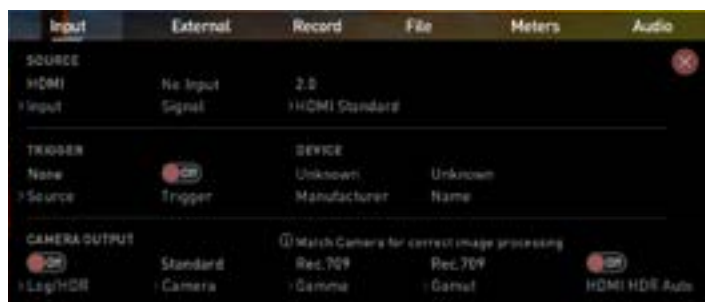 Input External Record File Meters Audio
SOURCE
HDMI No Input 2.0
>Input Signal >HDMI Standard
TRIGGER DEVICE
None Off Unknown Unknown
>Source Trigger Manufacturer Name
CAMERA OUTPUT ⓘ Match Camera for correct image processing
Off Standard Rec.709 Rec.709 Off
>Log/HDR >Camera >Gamma >Gamut HDMI HDR Auto